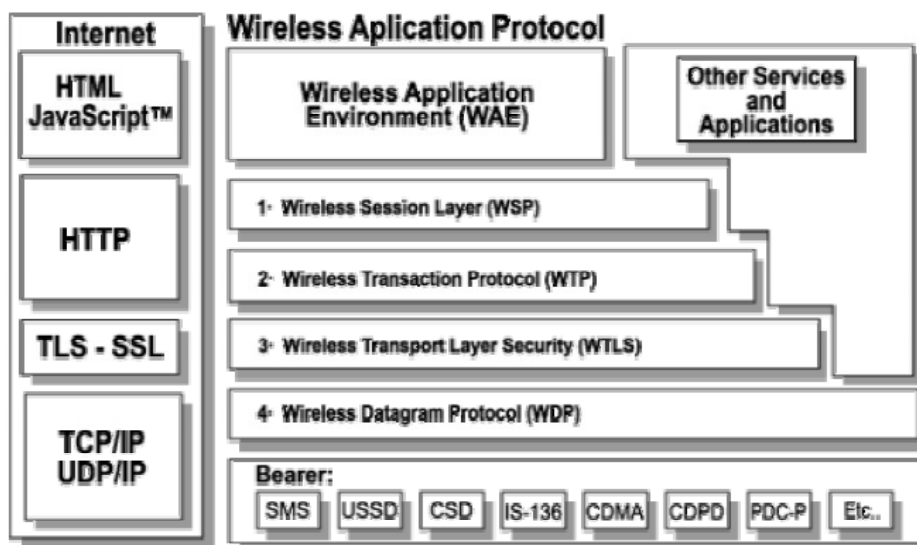 Internet
HTML
JavaScript™
HTTP
TLS - SSL
TCP/IP
UDP/IP
Wireless Aplication Protocol
Wireless Application
Environment (WAE)
Other Services
and
Applications
1- Wireless Session Layer (WSP)
2- Wireless Transaction Protocol (WTP)
3- Wireless Transport Layer Security (WTLS)
4- Wireless Datagram Protocol (WDP)
Bearer:
SMS USSD CSD IS-136 CDMA CDPD PDC-P Etc..